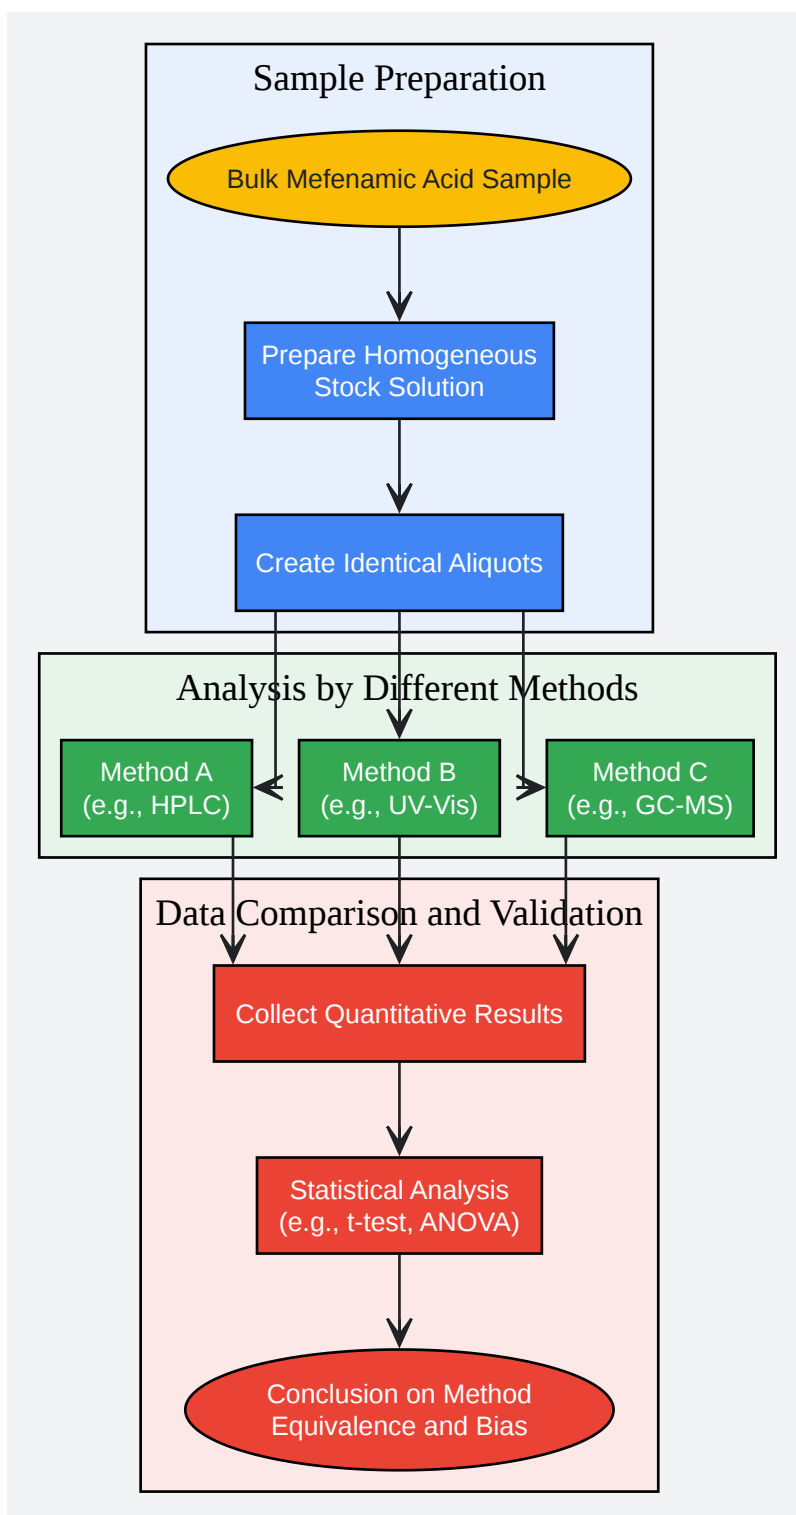 Sample Preparation
Bulk Mefenamic Acid Sample
Prepare Homogeneous
Stock Solution
Create Identical Aliquots
Analysis by Different Methods
Method A
(e.g., HPLC)
Method B
(e.g., UV-Vis)
Method C
(e.g., GC-MS)
Data Comparison and Validation
Collect Quantitative Results
Statistical Analysis
(e.g., t-test, ANOVA)
Conclusion on Method
Equivalence and Bias